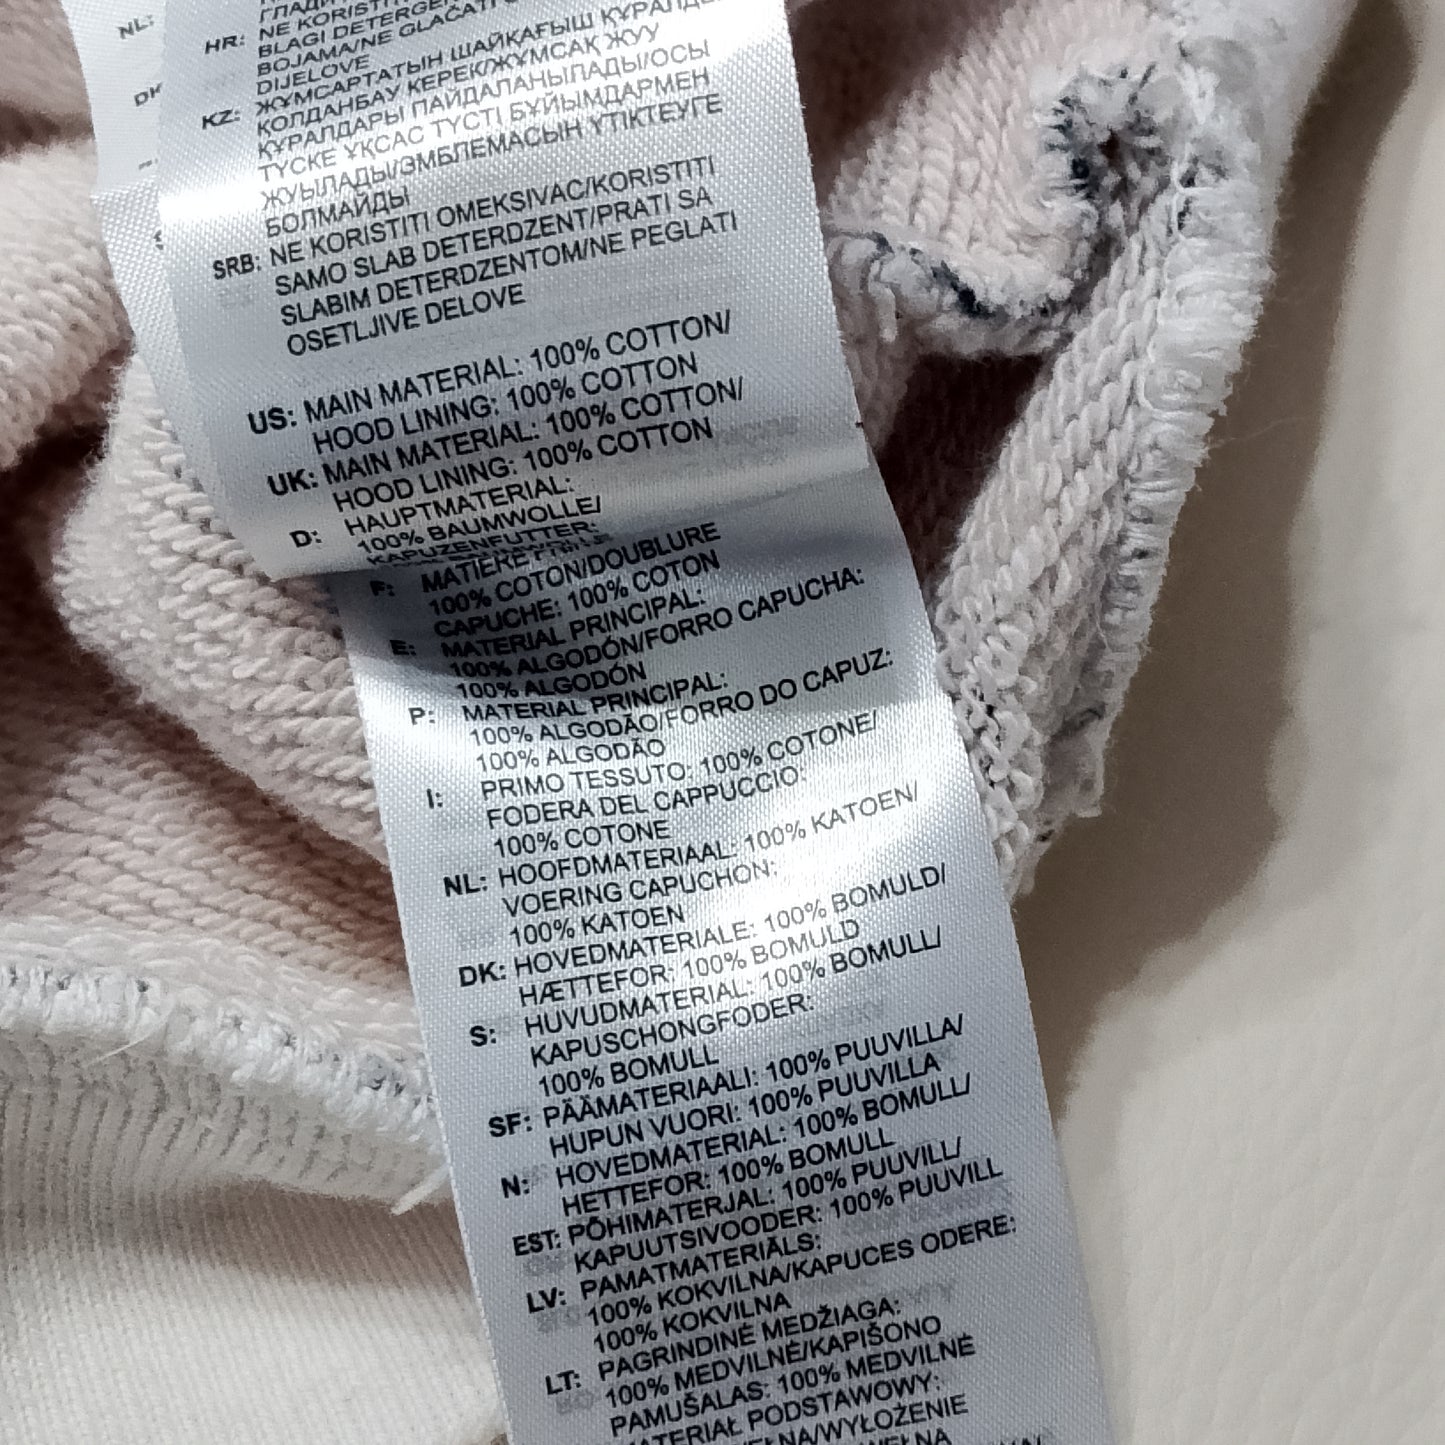 NL:
DK
HR: NE KORISTI
BLAGI DETERGE
BOJAMA/NE GLAČATI
DIJELOVE
KZ: ЖҰМСАРТАТЫН ШАЙҚАҒЫШ ҚҰРАЛДЫ
ҚОЛДАНБАУ КЕРЕК/ЖҰМСАҚ ЖУУ
ҚҰРАЛДАРЫ ПАЙДАЛАНЫЛАДЫ/ОСЫ
ТҮСКЕ ҰҚСАС ТҮСТІ БҰЙЫМДАРМЕН
ЖУЫЛАДЫ/ЭМБЛЕМАСЫН ҮТІКТЕУГЕ
БОЛМАЙДЫ
SRB: NE KORISTITI OMEKSIVAC/KORISTITI
SAMO SLAB DETERDZENT/PRATI SA
SLABIM DETERDZENTOM/NE PEGLATI
OSETLJIVE DELOVE
US: MAIN MATERIAL: 100% COTTON/
HOOD LINING: 100% COTTON
UK: MAIN MATERIAL: 100% COTTON/
HOOD LINING: 100% COTTON
D: HAUPTMATERIAL:
100% BAUMWOLLE/
KAPUZENFUTTER:
F: MATIERE
100% COTON/DOUBLURE
CAPUCHE: 100% COTON
E: MATERIAL PRINCIPAL:
100% ALGODÓN/FORRO CAPUCHA:
100% ALGODÓN
P: MATERIAL PRINCIPAL:
100% ALGODÃO/FORRO DO CAPUZ:
100% ALGODÃO
I: PRIMO TESSUTO: 100% COTONE/
FODERA DEL CAPPUCCIO:
100% COTONE
NL: HOOFDMATERIAAL: 100% KATOEN/
VOERING CAPUCHON:
100% KATOEN
DK: HOVEDMATERIALE: 100% BOMULD/
HÆTTEFOR: 100% BOMULD
S: HUVUDMATERIAL: 100% BOMULL/
KAPUSCHONGFODER:
100% BOMULL
SF: PÄÄMATERIAALI: 100% PUUVILLA/
HUPUN VUORI: 100% PUUVILLA
N: HOVEDMATERIAL: 100% BOMULL/
HETTEFOR: 100% BOMULL
EST: PÕHIMATERJAL: 100% PUUVILL/
KAPUUTSIVOODER: 100% PUUVILL
LV: PAMATMATERIĀLS:
100% KOKVILNA/KAPUCES ODERE:
100% KOKVILNA
LT: PAGRINDINĖ MEDŽIAGA:
100% MEDVILNĖ/KAPIŠONO
PAMUŠALAS: 100% MEDVILNĖ
MATERIAŁ PODSTAWOWY:
EŁNA/WYŁOŻENIE